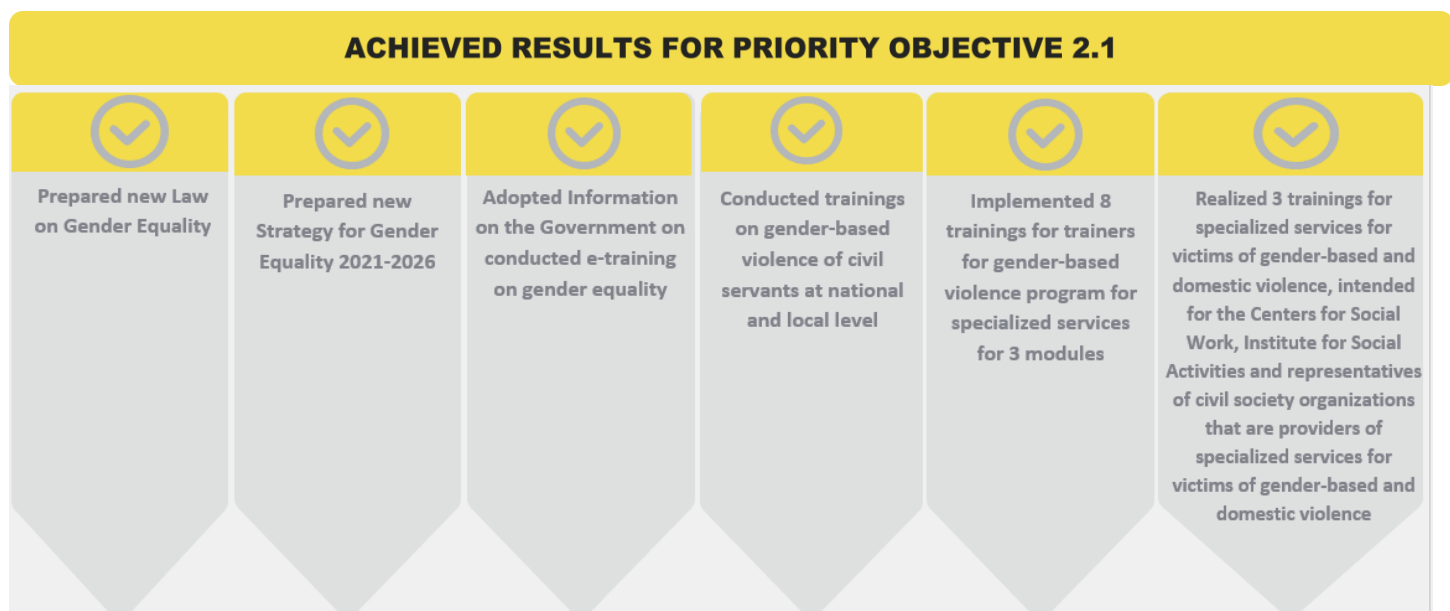 ACHIEVED RESULTS FOR PRIORITY OBJECTIVE 2.1
Prepared new Law
on Gender Equality
Prepared new
Strategy for Gender
Equality 2021-2026
Adopted Information
on the Government on
conducted e-training
on gender equality
Conducted trainings
on gender-based
violence of civil
servants at national
and local level
Implemented 8
trainings for trainers
for gender-based
violence program for
specialized services
for 3 modules
Realized 3 trainings for
specialized services for
victims of gender-based and
domestic violence, intended
for the Centers for Social
Work, Institute for Social
Activities and representatives
of civil society organizations
that are providers of
specialized services for
victims of gender-based and
domestic violence